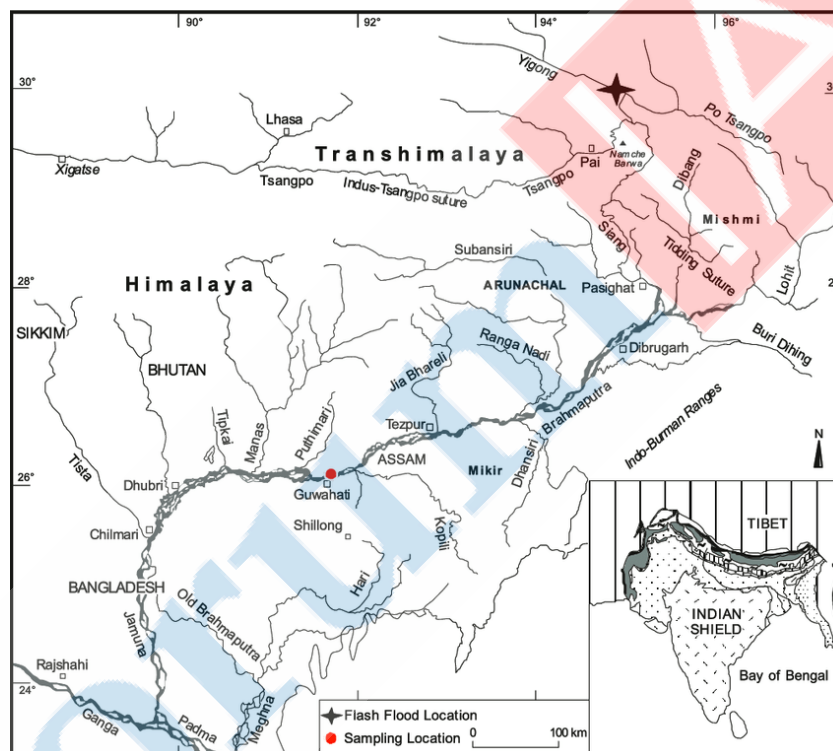 90°
92°
94°
96°
30°
Yigong
Po Tsangpo
Lhasa
Transhimalaya
Xigatse
Tsangpo
Indus-Tsangpo suture
Tsangpo
Pai
Namche
Barwa
Dibang
Mishmi
Siang
Tidding Suture
Lohit
28°
Subansiri
Himalaya
ARUNACHAL
Pasighat
SIKKIM
BHUTAN
Ranga Nadi
Jia Bhareli
Dibrugarh
Buri Dihing
Brahmaputra
Tipkai
Manas
Puthimari
Tezpur
ASSAM
Mikir
Dhansiri
Indo-Burman Ranges
N
Tista
26°
Dhubri
Guwahati
Chilmari
Shillong
Kopili
Hari
BANGLADESH
Old Brahmaputra
Jamuna
Rajshahi
24°
Ganga
Padma
Meghna
TIBET
INDIAN
SHIELD
Bay of Bengal
Flash Flood Location
Sampling Location
0
100 km